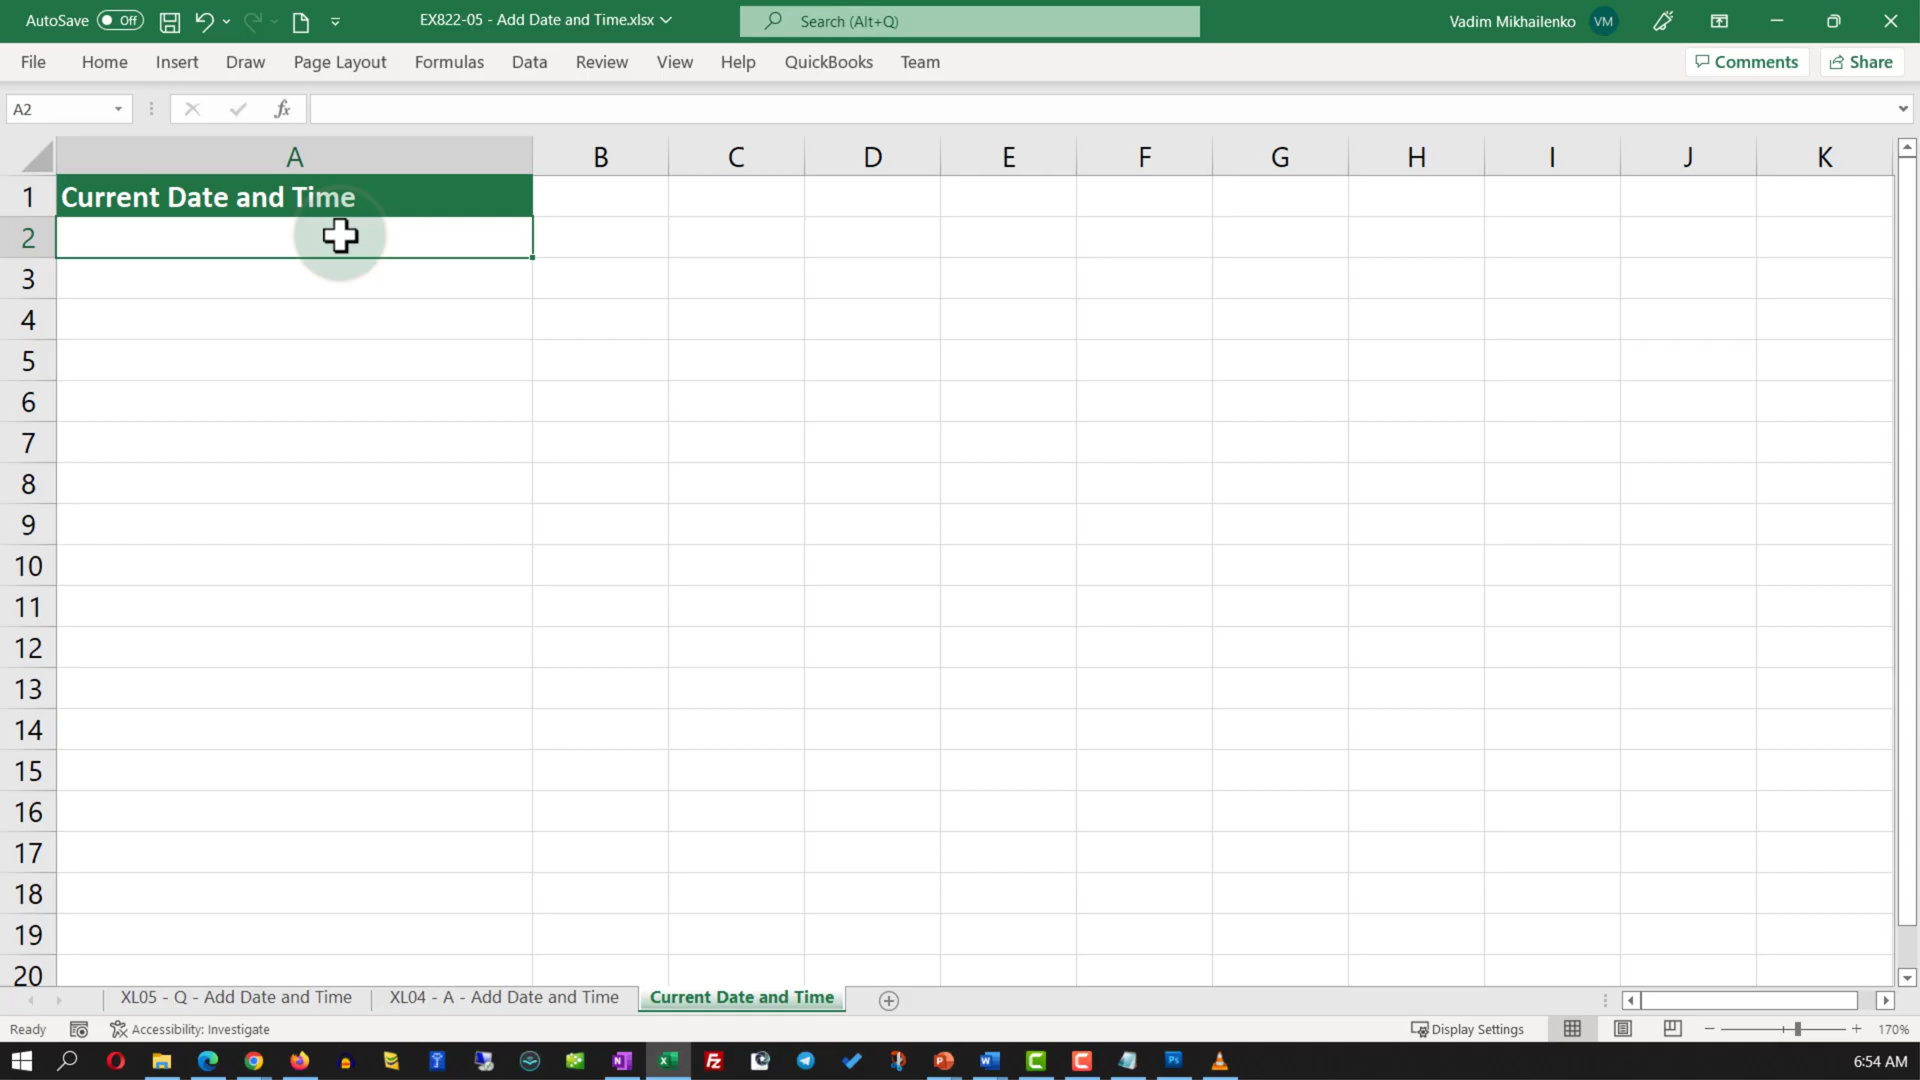 AutoSave Off EX822-05 - Add Date and Time.xlsx Search (Alt+Q) Vadim Mikhailenko VM
File Home Insert Draw Page Layout Formulas Data Review View Help QuickBooks Team Comments Share
A2 fx
A B C D E F G H I J K
1 Current Date and Time
2
3
4
5
6
7
8
9
10
11
12
13
14
15
16
17
18
19
20
XL05 - Q - Add Date and Time XL04 - A - Add Date and Time Current Date and Time
Ready Accessibility: Investigate Display Settings 170%
6:54 AM